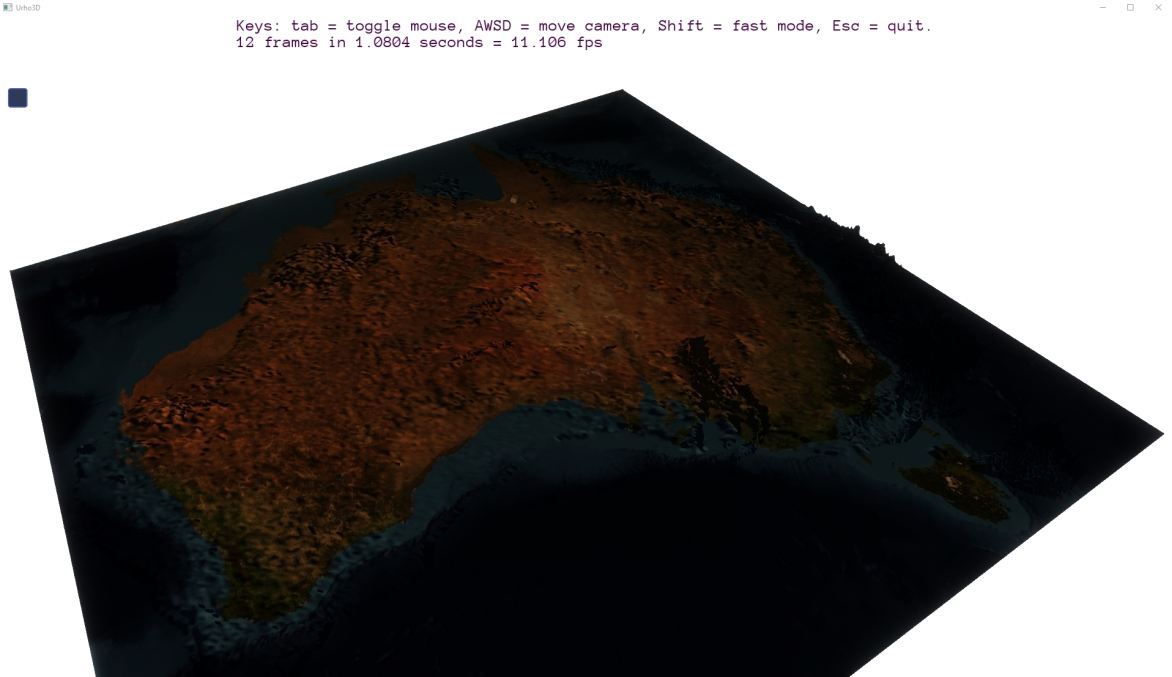 Urho3D
Keys: tab = toggle mouse, AWSD = move camera, Shift = fast mode, Esc = quit.
12 frames in 1.0804 seconds = 11.106 fps